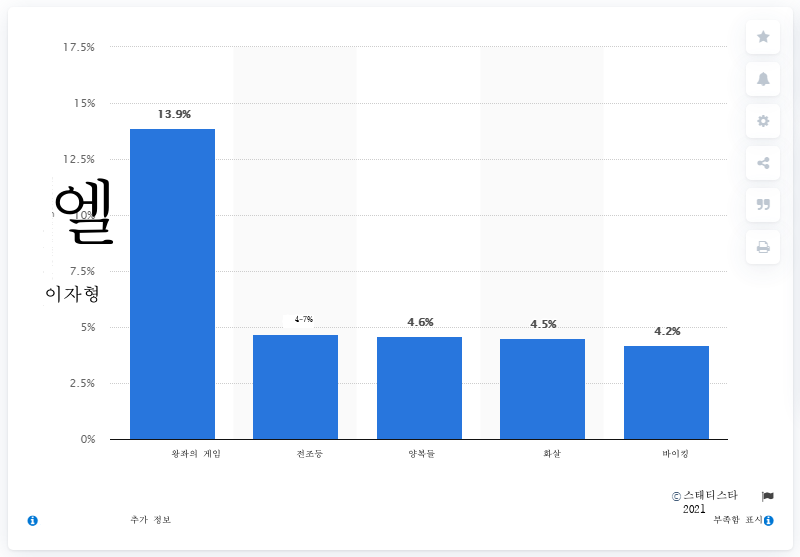 17.5%
15%
13.9%
12.5%
엘
10%
7.5%
이자형
5%
4-7%
4.6%
4.5%
4.2%
2.5%
0%
왕좌의 게임
전조등
양복들
화살
바이킹
© 스태티스타
2021
추가 정보
부족함 표시